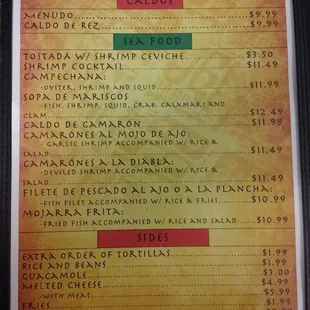 CALDOS
MENUDO $9.99
CALDO DE REZ $9.99
SEA FOOD
TOSTADA W/ SHRIMP CEVICHE $3.50
SHRIMP COCKTAIL $11.49
CAMPECHANA:
-OYSTER, SHRIMP AND SQUID $11.99
SOPA DE MARISCOS
-FISH, SHRIMP, SQUID, CRAB, CALAMARI AND
CLAM $12.49
CALDO DE CAMARÓN $11.99
CAMARÓNES AL MOJO DE AJO:
- GARLIC SHRIMP ACCOMPANIED W/ RICE &
SALAD $11.49
CAMARÓNES A LA DIABLA:
-DEVILED SHRIMP ACCOMPANIED W/ RICE &
SALAD $11.49
FILETE DE PESCADO AL AJO O A LA PLANCHA:
-FISH FILET ACCOMPANIED W/ RICE & FRIES $10.99
MOJARRA FRITA:
-FRIED FISH ACCOMPANIED W/ RICE AND SALAD $10.99
SIDES
EXTRA ORDER OF TORTILLAS $1.99
RICE AND BEANS $5.99
GUACAMOLE $3.00
MELTED CHEESE $4.99
-WITH MEAT $5.99
FRIES $1.99